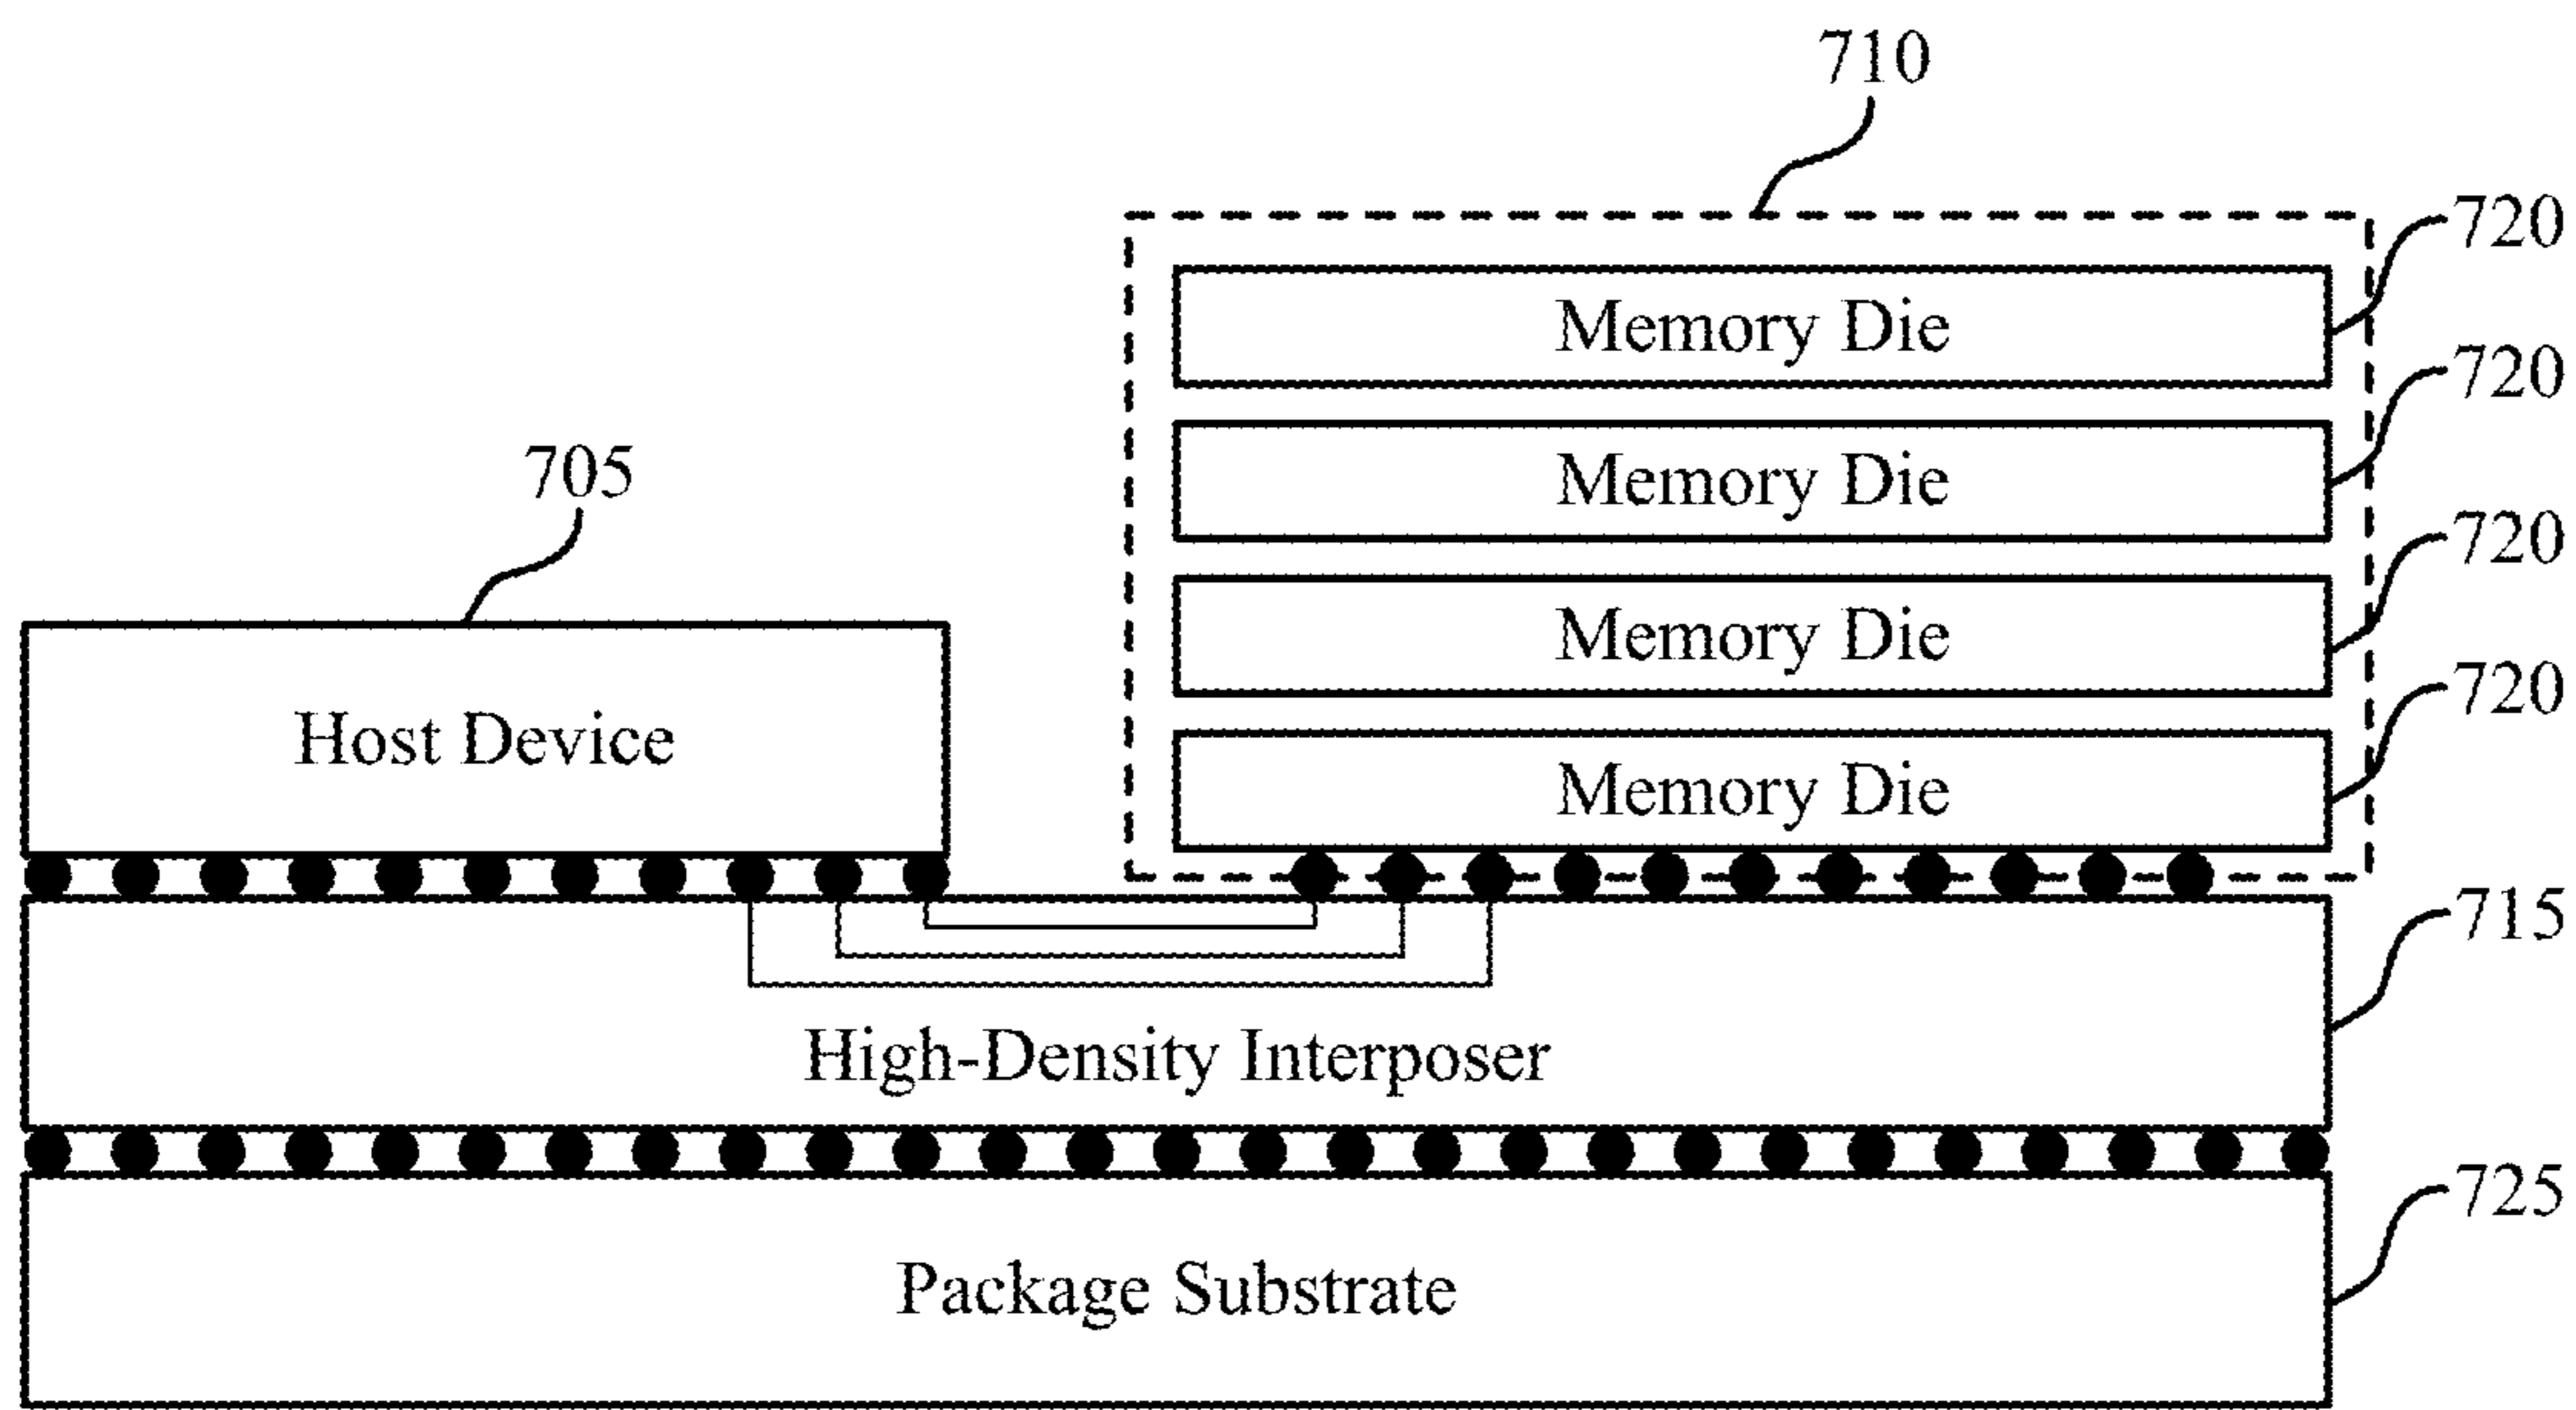 710
720
Memory Die
720
Memory Die
705
720
Memory Die
720
Host Device
Memory Die
715
High-Density Interposer
725
Package Substrate